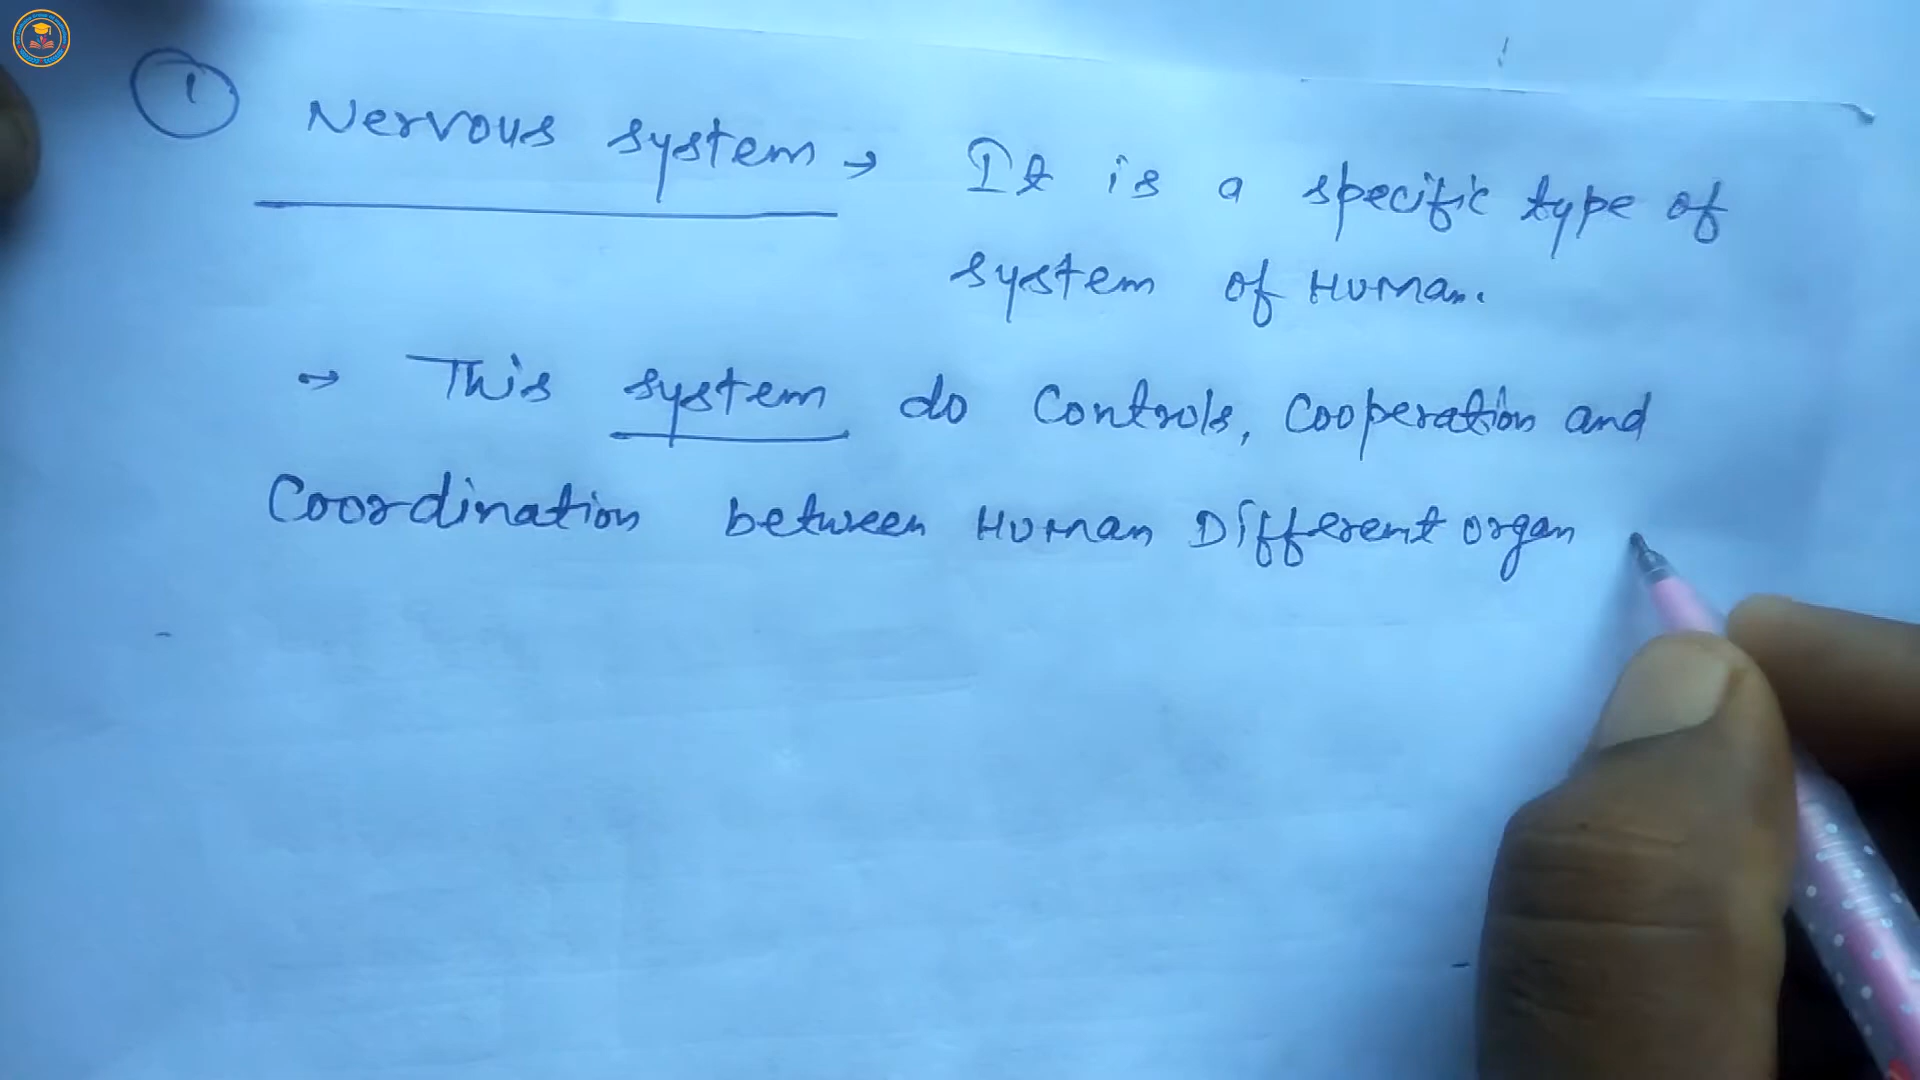 ① Nervous system → It is a specific type of
system of Human.
→ This system do Controls, Cooperation and
Coordination between Human Different organ